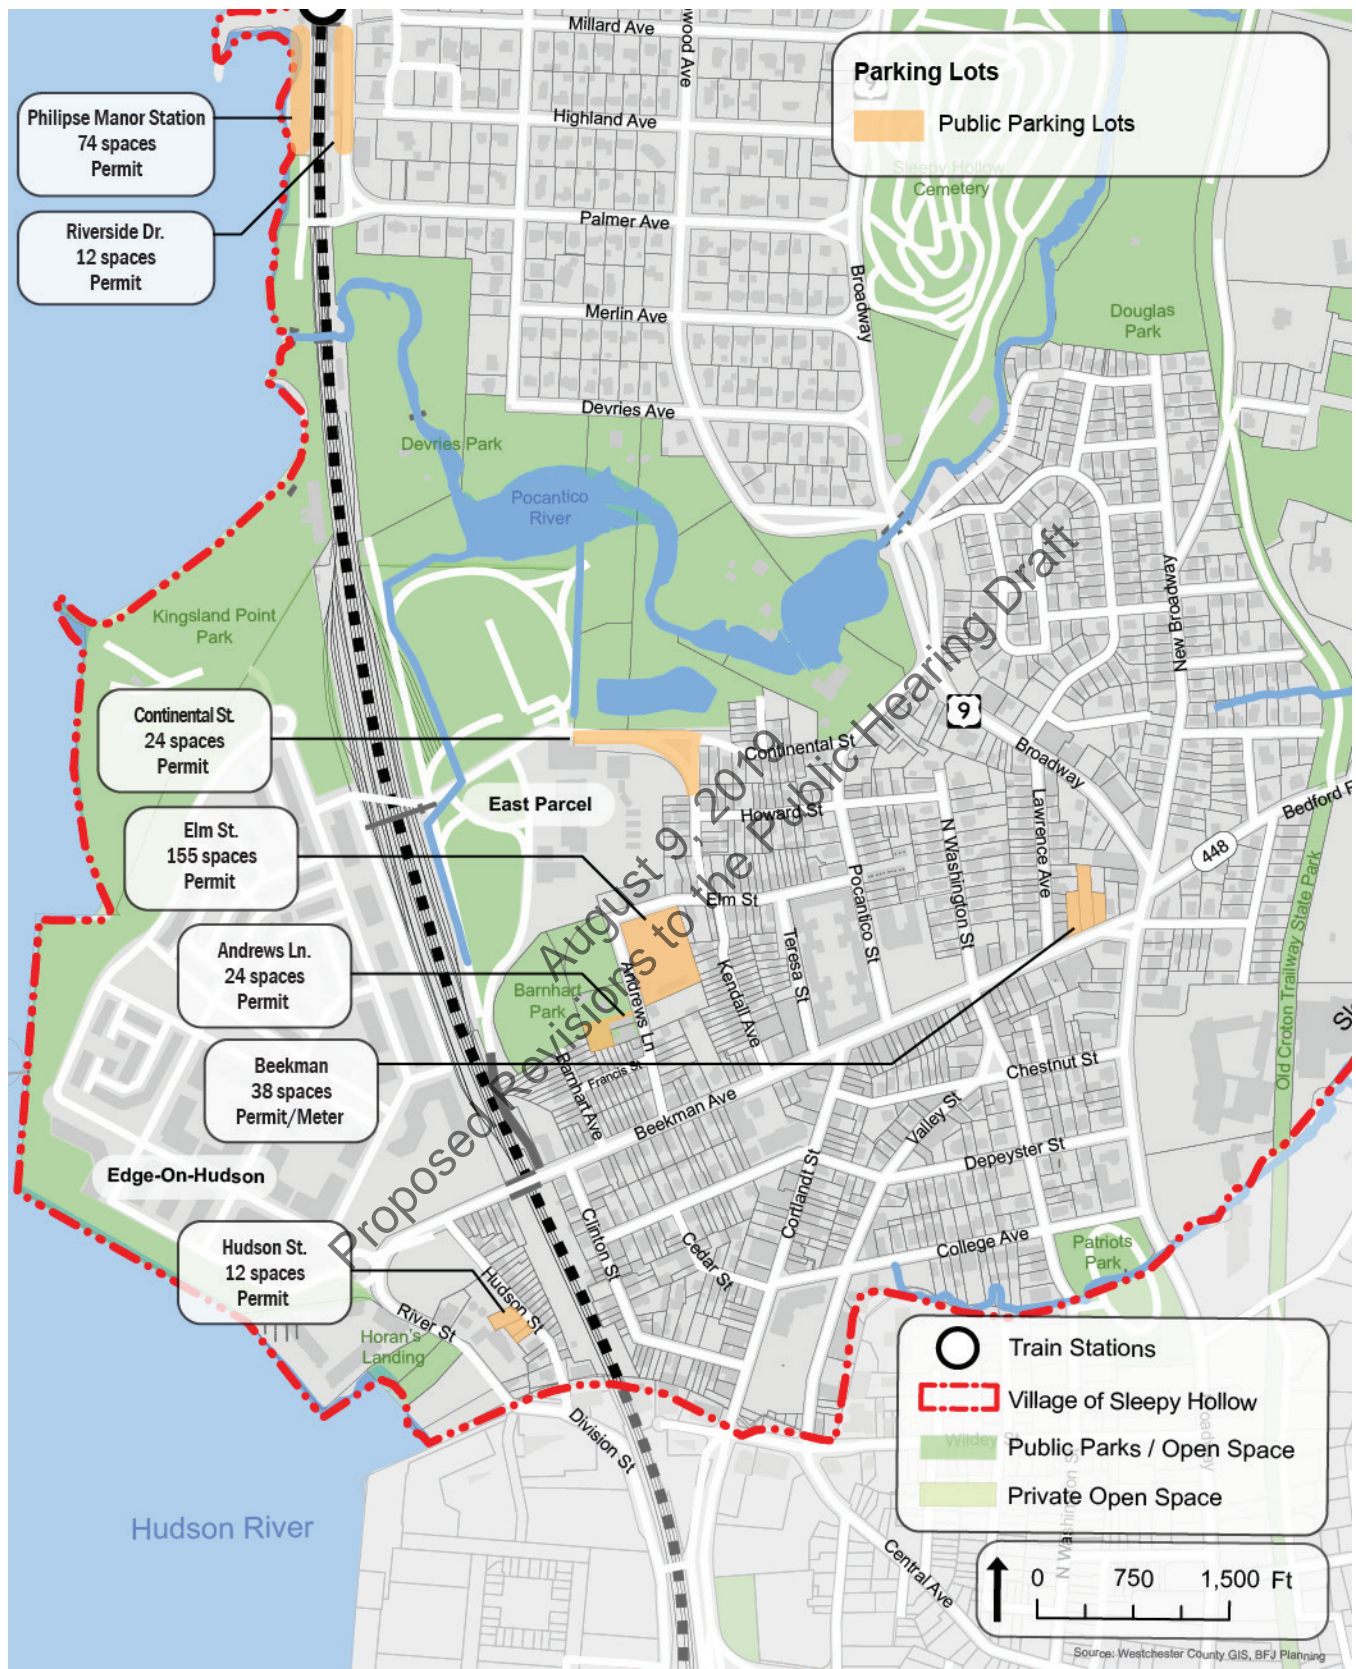 Millard Ave
wood Ave
Parking Lots
9
Public Parking Lots
Philipse Manor Station
74 spaces
Permit
Highland Ave
Sleepy Hollow
Cemetery
Riverside Dr.
12 spaces
Permit
Palmer Ave
Broadway
Merlin Ave
Douglas
Park
Devries Ave
Devries Park
Pocantico
River
New Broadway
Kingsland Point
Park
Continental St.
24 spaces
Permit
9
Continental St
Broadway
East Parcel
Howard St
Lawrence Ave
Bedford
448
Elm St.
155 spaces
Permit
N Washington St
Pocantico St
Elm St
Teresa St
Kendall Ave
Andrews Ln
Andrews Ln.
24 spaces
Permit
Barnhart
Park
Old Croton Trailway State Park
Beekman
38 spaces
Permit/Meter
Francis St
Barnhart Ave
Beekman Ave
Chestnut St
Valley St
Depeyster St
Cortlandt St
Edge-On-Hudson
Clinton St
Cedar St
College Ave
Patriots
Park
Hudson St.
12 spaces
Permit
Hudson St
River St
Horan's
Landing
Division St
Train Stations
Village of Sleepy Hollow
Wildey St
Public Parks / Open Space
Private Open Space
N Washington St
Hudson River
Central Ave
0 750 1,500 Ft
Source: Westchester County GIS, BFJ Planning
August 9, 2019
Proposed Revisions to the Public Hearing Draft